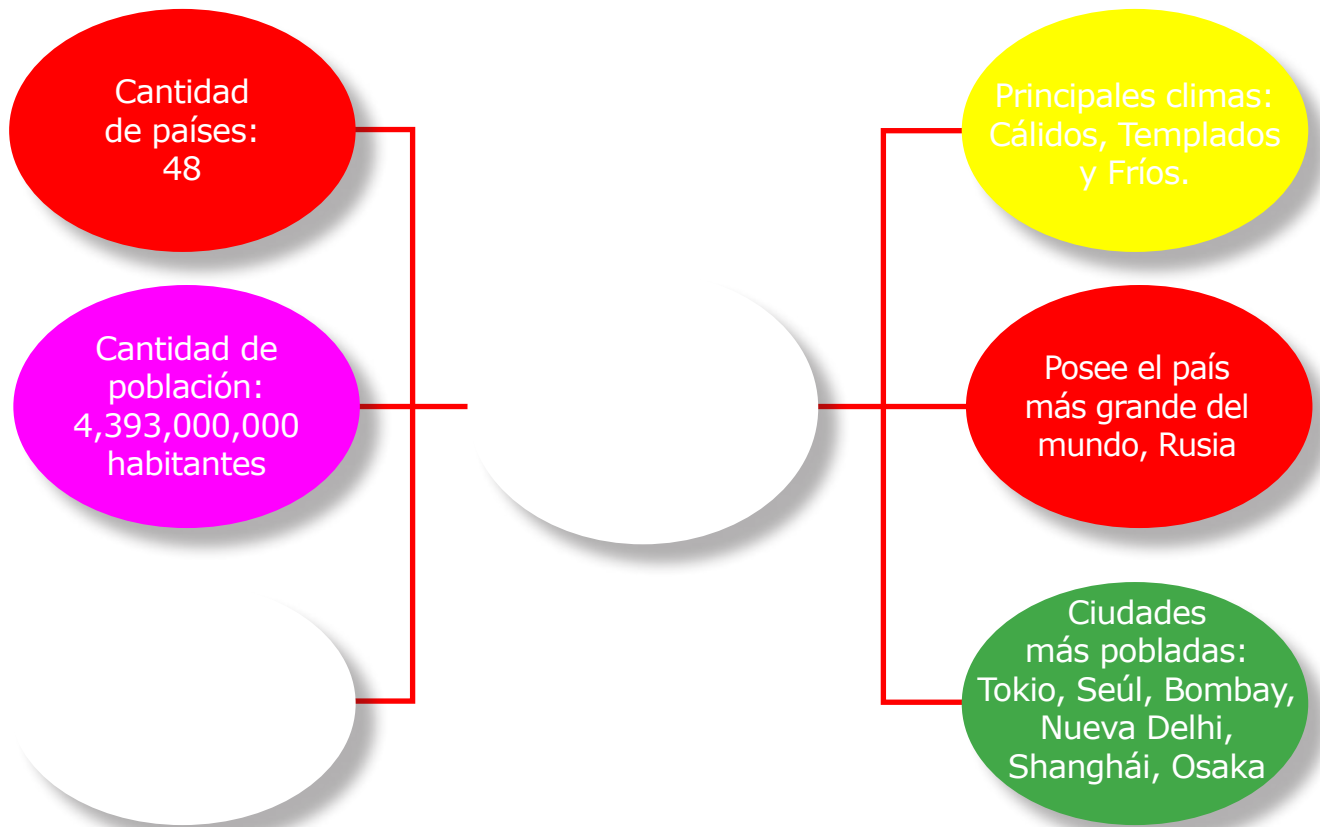 Cantidad
de países:
48
Cantidad de
población:
4,393,000,000
habitantes
Principales climas:
Cálidos, Templados
y Fríos.
Posee el país
más grande del
mundo, Rusia
Ciudades
más pobladas:
Tokio, Seúl, Bombay,
Nueva Delhi,
Shanghái, Osaka